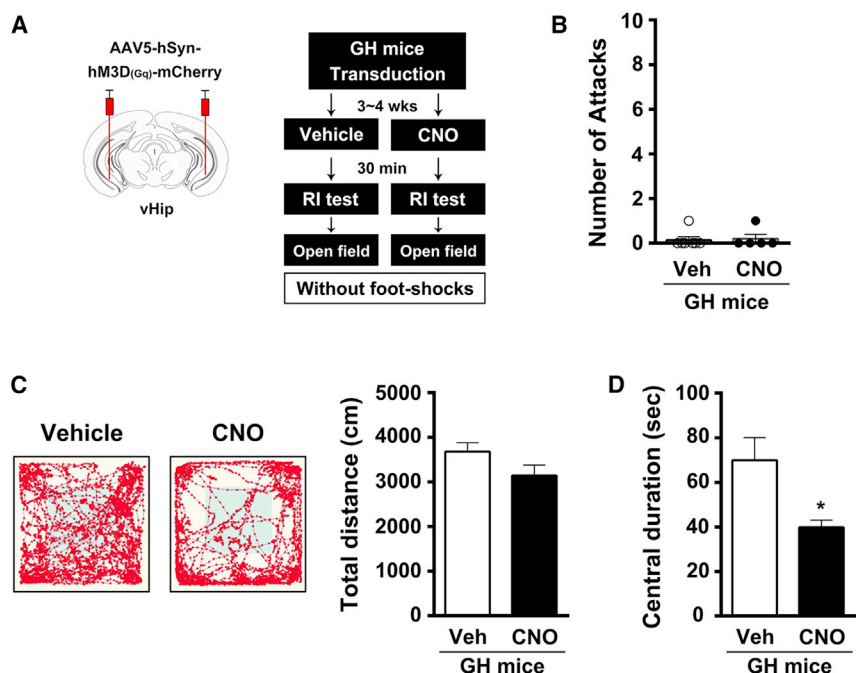 A
AAV5-hSyn-
hM3D(Gq)-mCherry
vHip
GH mice
Transduction
3~4 wks
Vehicle
CNO
30 min
RI test
RI test
Open field
Open field
Without foot-shocks
B
Number of Attacks
10
8
6
4
2
0
Veh
CNO
GH mice
C
Vehicle
CNO
Total distance (cm)
5000
4000
3000
2000
1000
0
Veh
CNO
GH mice
D
Central duration (sec)
100
80
60
40
20
0
*
Veh
CNO
GH mice